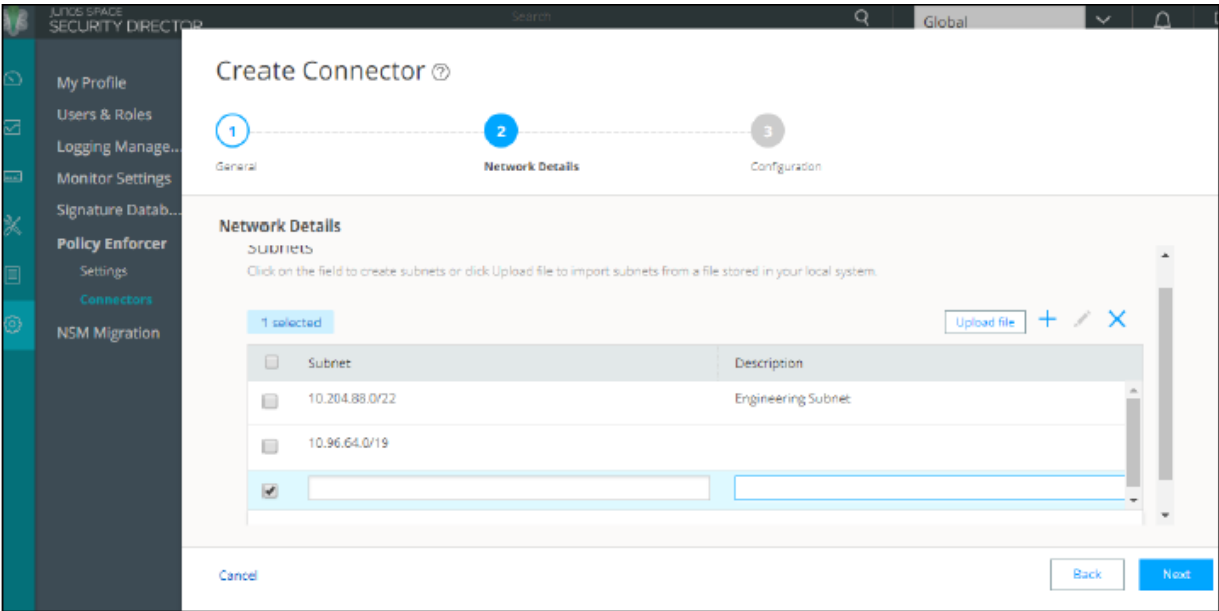 JUNOS SPACE
SECURITY DIRECTOR
Search
Global
My Profile
Users & Roles
Logging Manage...
Monitor Settings
Signature Datab...
Policy Enforcer
Settings
Connectors
NSM Migration
Create Connector
1
2
3
General
Network Details
Configuration
Network Details
Subnets
Click on the field to create subnets or click Upload file to import subnets from a file stored in your local system.
1 selected
Upload file
Subnet Description
10.204.88.0/22 Engineering Subnet
10.96.64.0/19
Cancel
Back
Next